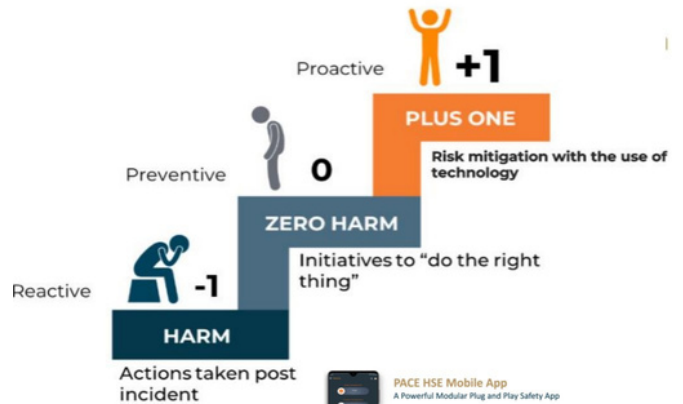 +1
Proactive
PLUS ONE
Risk mitigation with the use of
technology
Preventive
0
ZERO HARM
Initiatives to “do the right
thing”
Reactive
-1
HARM
Actions taken post
incident
PACE HSE Mobile App
A Powerful Modular Plug and Play Safety App